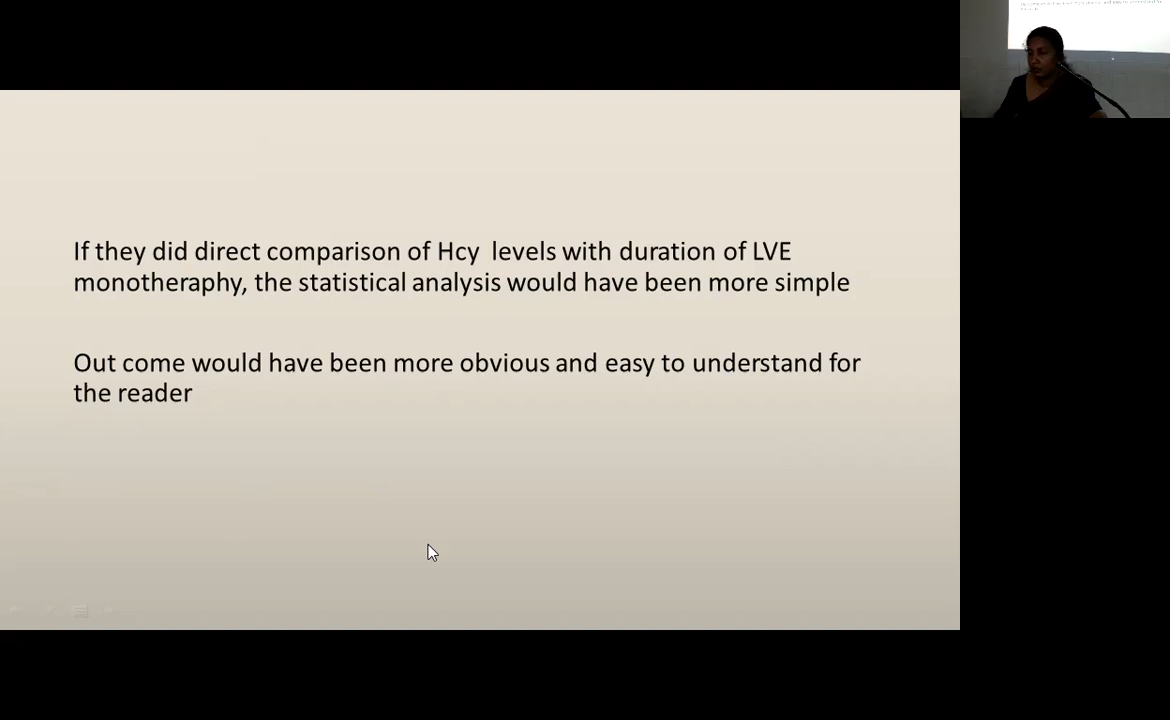 If they did direct comparison of Hcy levels with duration of LVE
monotheraphy, the statistical analysis would have been more simple
Out come would have been more obvious and easy to understand for
the reader